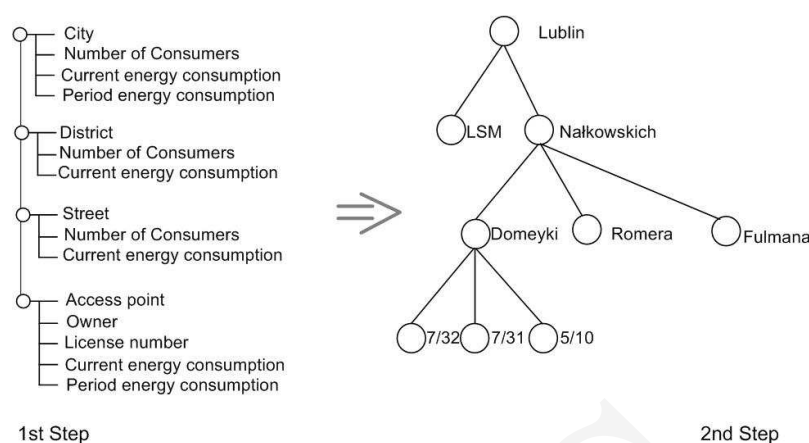 City
Number of Consumers
Current energy consumption
Period energy consumption
District
Number of Consumers
Current energy consumption
Street
Number of Consumers
Current energy consumption
Access point
Owner
License number
Current energy consumption
Period energy consumption
1st Step
Lublin
LSM
Nałkowskich
Domeyki
Romera
Fulmana
7/32
7/31
5/10
2nd Step